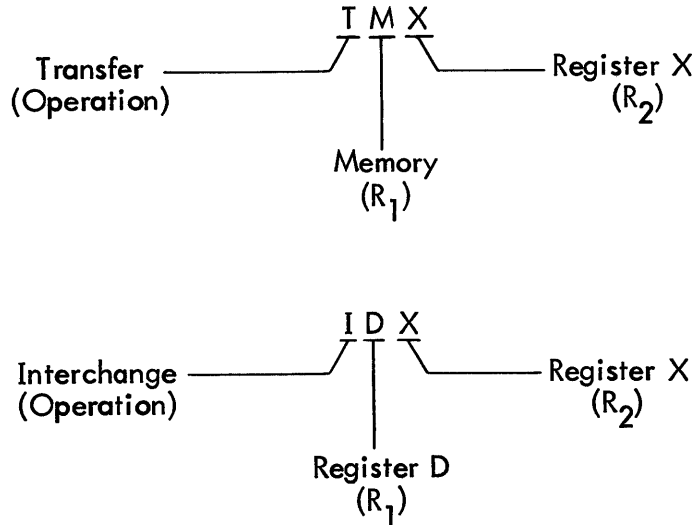 T M X
Transfer Register X
(Operation) (R2)
Memory
(R1)
I D X
Interchange Register X
(Operation) (R2)
Register D
(R1)